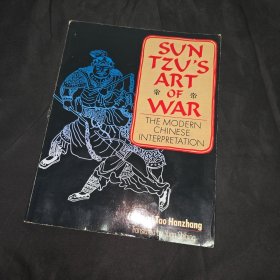 SUN
TZU'S
ART
OF
WAR
THE MODERN
CHINESE
INTERPRETATION
Tao Hanzhang